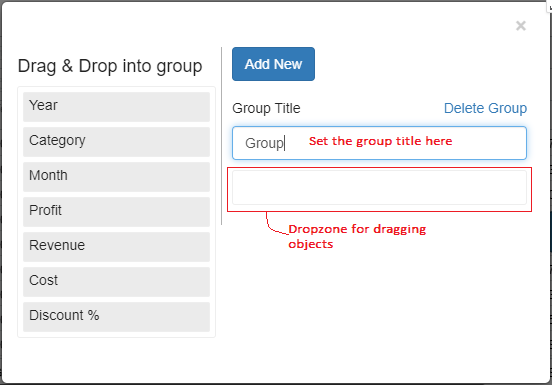 ×
Drag & Drop into group
Year
Category
Month
Profit
Revenue
Cost
Discount %
Add New
Group Title
Delete Group
Group
Set the group title here
Dropzone for dragging
objects